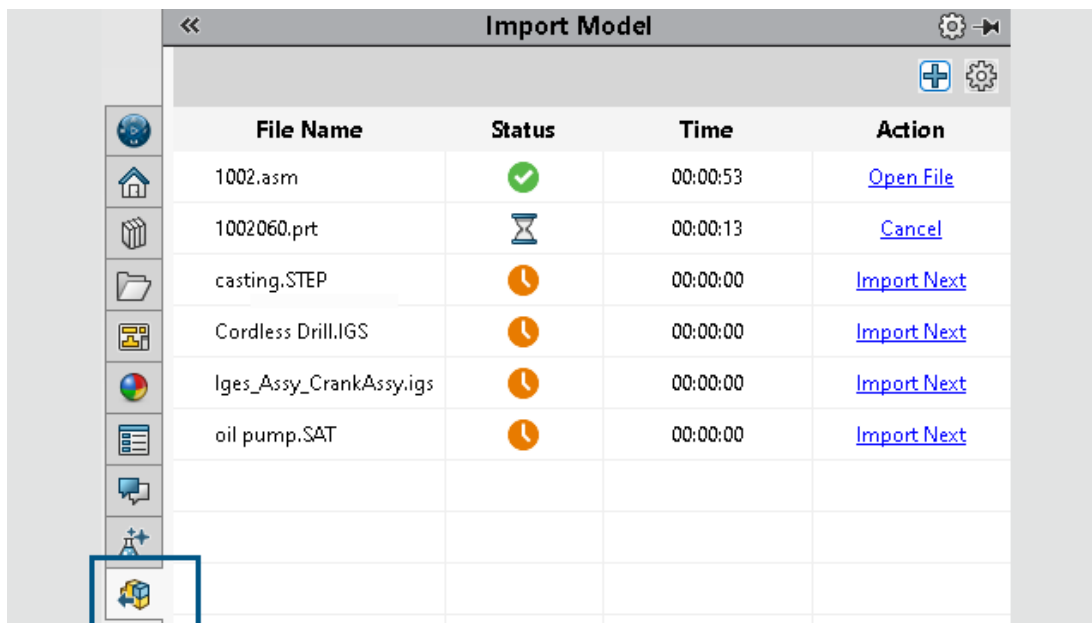 Import Model
File Name Status Time Action
1002.asm 00:00:53 Open File
1002060.prt 00:00:13 Cancel
casting.STEP 00:00:00 Import Next
Cordless Drill.IGS 00:00:00 Import Next
Iges_Assy_CrankAssy.igs 00:00:00 Import Next
oil pump.SAT 00:00:00 Import Next